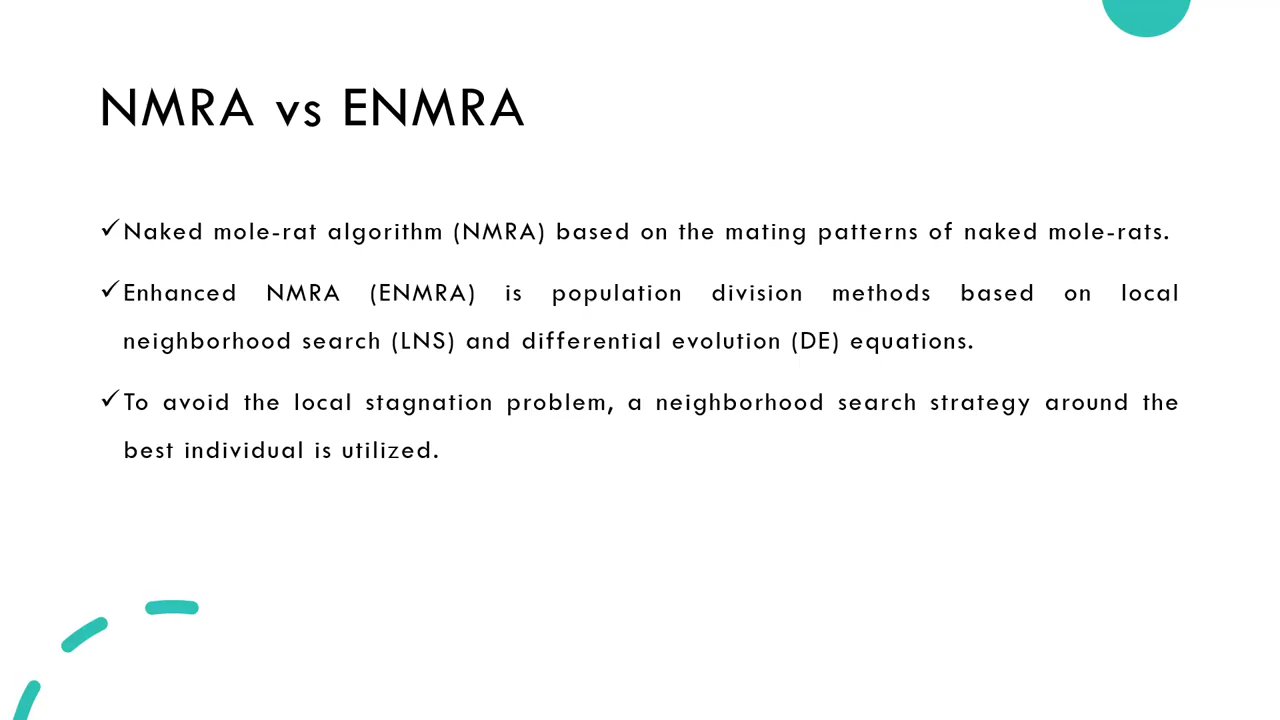 NMRA vs ENMRA
✓Naked mole-rat algorithm (NMRA) based on the mating patterns of naked mole-rats.
✓Enhanced NMRA (ENMRA) is population division methods based on local
neighborhood search (LNS) and differential evolution (DE) equations.
✓To avoid the local stagnation problem, a neighborhood search strategy around the
best individual is utilized.